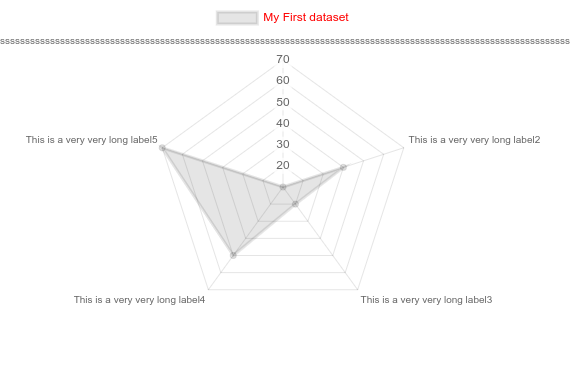 My First dataset
70
60
50
40
30
20
This is a very very long label5
This is a very very long label2
This is a very very long label4
This is a very very long label3